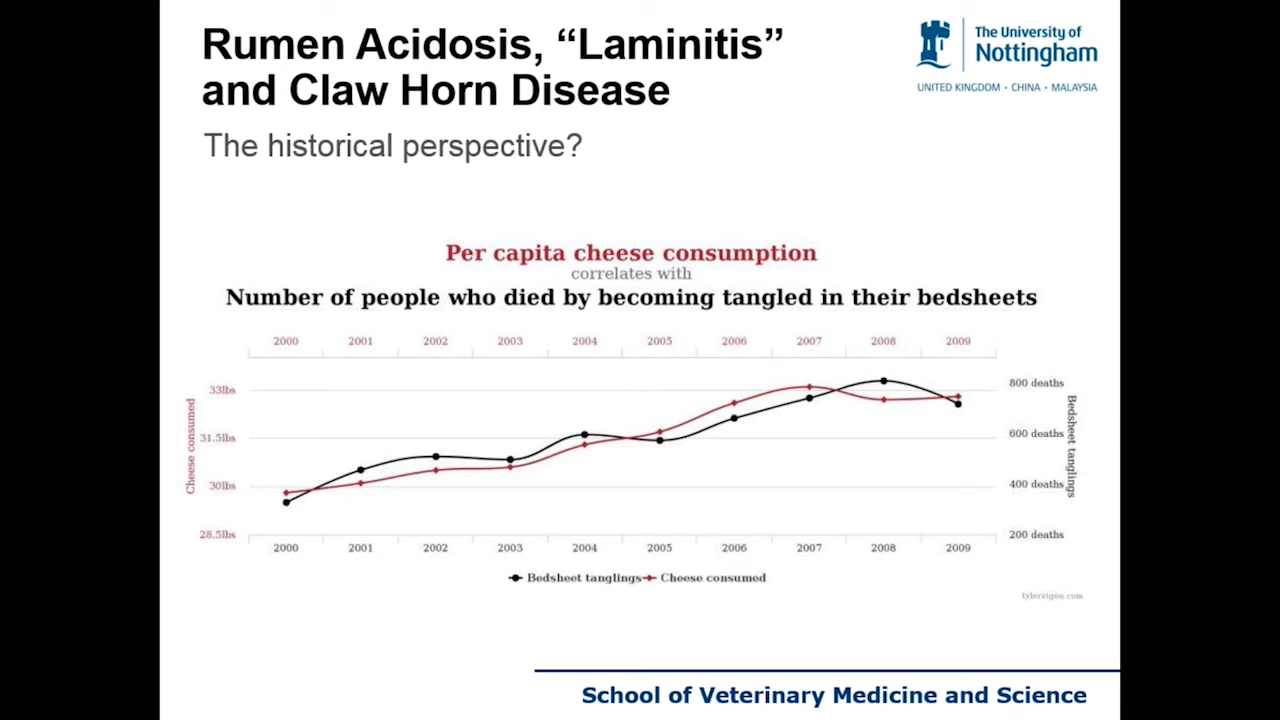 Rumen Acidosis, “Laminitis”
and Claw Horn Disease
The historical perspective?
The University of
Nottingham
UNITED KINGDOM · CHINA · MALAYSIA
Per capita cheese consumption
correlates with
Number of people who died by becoming tangled in their bedsheets
2000 2001 2002 2003 2004 2005 2006 2007 2008 2009
Cheese consumed
33lbs
31.5lbs
30lbs
28.5lbs
800 deaths
600 deaths
400 deaths
200 deaths
Bedsheet tanglings
2000 2001 2002 2003 2004 2005 2006 2007 2008 2009
Bedsheet tanglings Cheese consumed
tylervigen.com
School of Veterinary Medicine and Science